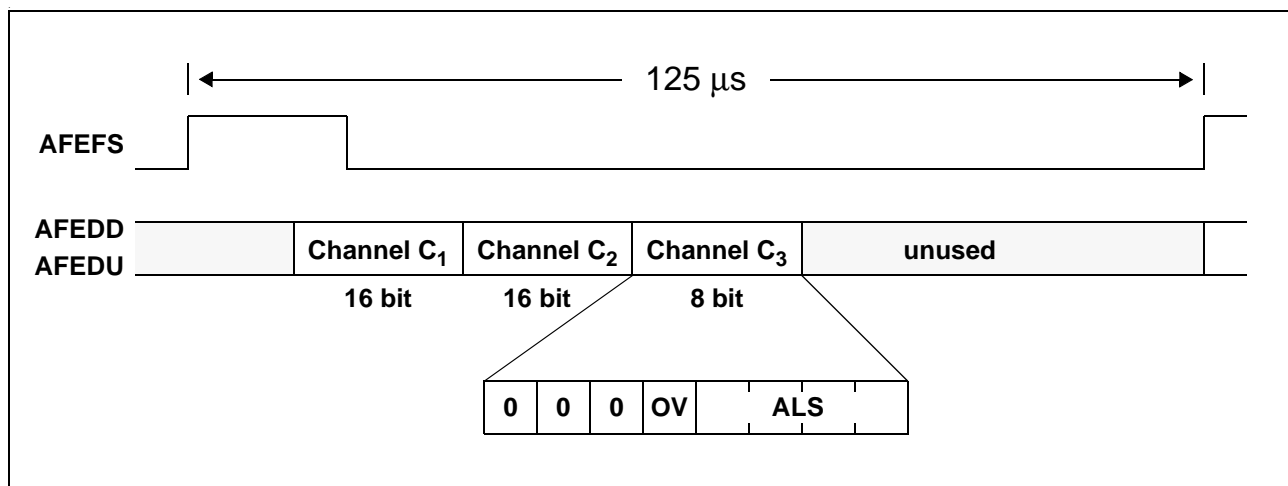 125 μs
AFEFS
AFEDD
AFEDU
Channel C₁ Channel C₂ Channel C₃ unused
16 bit 16 bit 8 bit
0 0 0 OV ALS